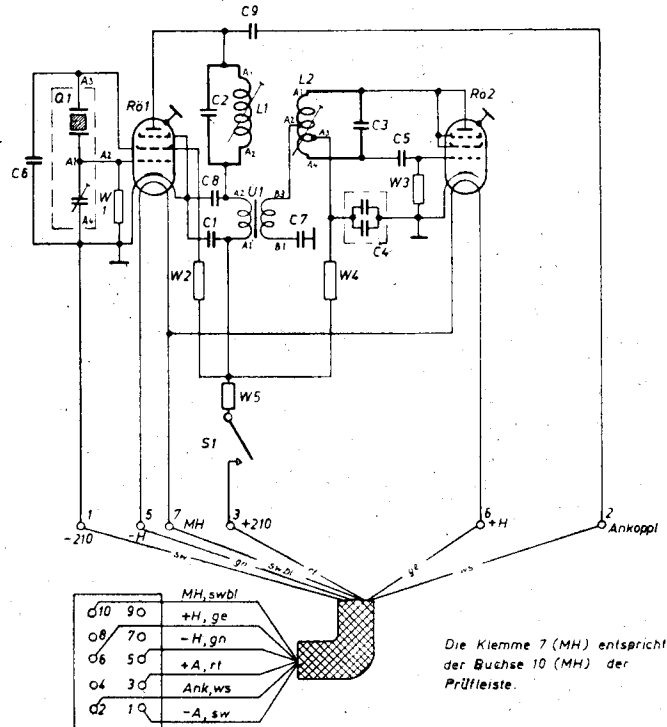 C9
Q1
A3
Rö1
A1
C2
L1
A2
L2
A1
A2
A3
A4
C3
Rö2
C5
W3
C6
A1
A2
A4
W1
C8
C1
A2
A1
U1
B3
B1
C7
C4
W2
W4
W5
S1
1
-210
5
-H
7
MH
3
+210
6
+H
2
Ankoppl
sw
gn
swbl
rt
ge
ws
10 9
MH, swbl
8 7
+H, ge
6 5
-H, gn
4 3
+A, rt
Ank, ws
2 1
-A, sw
Die Klemme 7 (MH) entspricht
der Buchse 10 (MH) der
Prüfleiste.